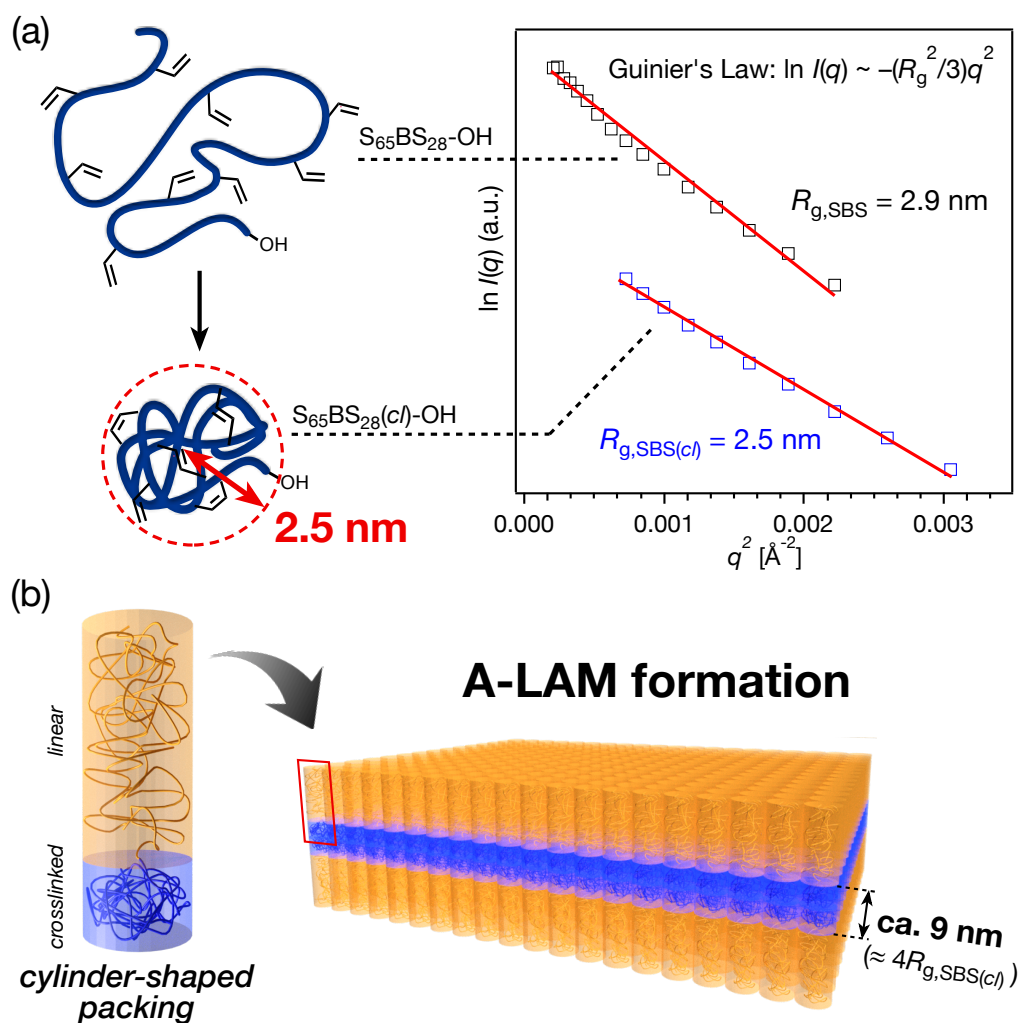 (a)
S₆₅BS₂₈-OH
OH
S₆₅BS₂₈(cl)-OH
OH
2.5 nm
Guinier's Law: ln I(q) ~ −(Rg²/3)q²
Rg,SBS = 2.9 nm
Rg,SBS(cl) = 2.5 nm
ln I(q) (a.u.)
0.000 0.001 0.002 0.003
q² [Å⁻²]
(b)
linear
crosslinked
cylinder-shaped
packing
A-LAM formation
ca. 9 nm
(≈ 4Rg,SBS(cl))